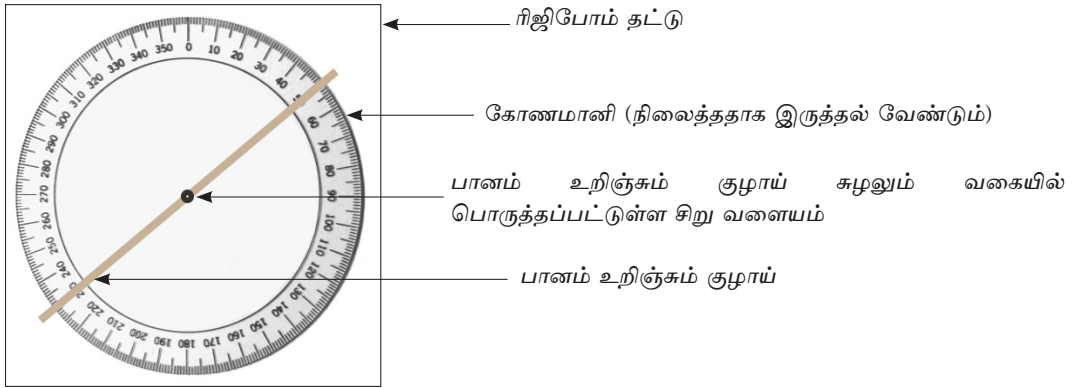 ரிஜிபோம் தட்டு
கோணமானி (நிலைத்ததாக இருத்தல் வேண்டும்)
பானம் உறிஞ்சும் குழாய் சுழலும் வகையில்
பொருத்தப்பட்டுள்ள சிறு வளையம்
பானம் உறிஞ்சும் குழாய்
0 10 20 30 40 60 70 80 90 100 110 120 130 140 150 160 170 180 190 200 210 220 240 250 260 270 280 290 300 310 320 330 340 350